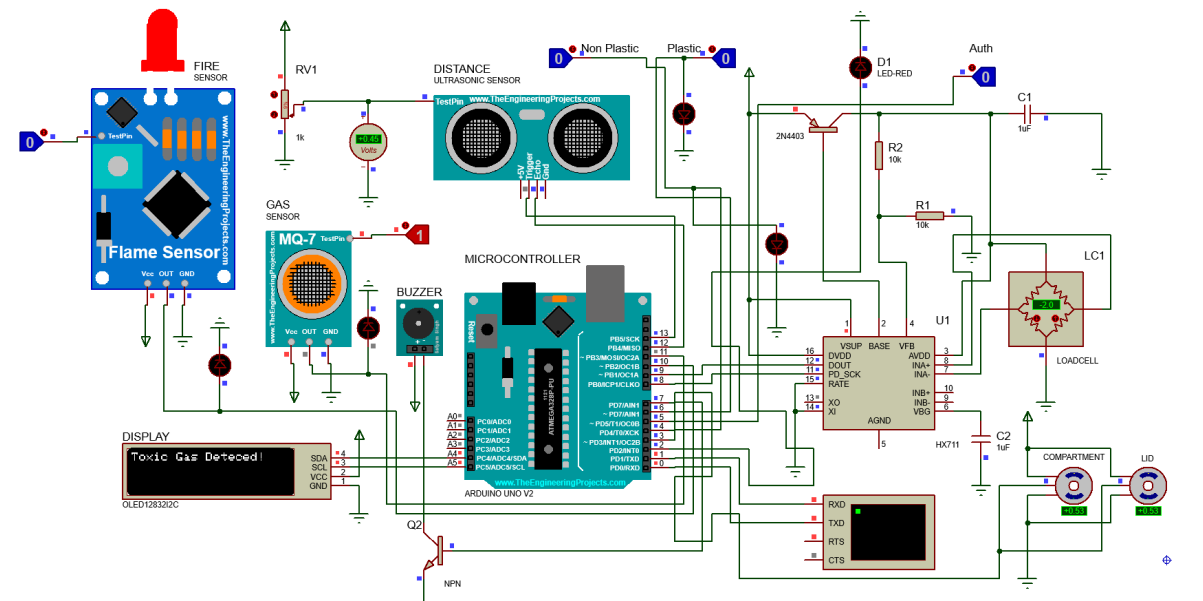 FIRE
SENSOR
0
TestPin
www.TheEngineeringProjects.com
Flame Sensor
Vcc OUT GND
RV1
1k
+0.45
Volts
DISTANCE
ULTRASONIC SENSOR
TestPin
www.TheEngineeringProjects.com
+5V
Trigger
Echo
Gnd
0
Non Plastic
Plastic
0
Auth
0
D1
LED-RED
2N4403
C1
1uF
R2
10k
R1
10k
GAS
SENSOR
MQ-7
TestPin
1
www.TheEngineeringProjects.com
Vcc OUT GND
BUZZER
MICROCONTROLLER
Reset
ATMEGA328P-PU
1121
PB5/SCK 13
PB4/MISO 12
~ PB3/MOSI/OC2A 11
~ PB2/OC1B 10
~ PB1/OC1A 9
PB0/ICP1/CLKO 8
PD7/AIN1 7
~ PD7/AIN1 6
~ PD5/T1/OC0B 5
PD4/T0/XCK 4
~ PD3/INT1/OC2B 3
PD2/INT0 2
PD1/TXD 1
PD0/RXD 0
A0 PC0/ADC0
A1 PC1/ADC1
A2 PC2/ADC2
A3 PC3/ADC3
A4 PC4/ADC4/SDA
A5 PC5/ADC5/SCL
www.TheEngineeringProjects.com
ARDUINO UNO V2
DISPLAY
Toxic Gas Deteced!
SDA 4
SCL 3
VCC 2
GND 1
OLED12832I2C
Q2
NPN
U1
1 2 4
VSUP BASE VFB
16 DVDD
12 DOUT
11 PD_SCK
15 RATE
13 XO
14 XI
AVDD 3
INA+ 8
INA- 7
INB+ 10
INB- 9
VBG 6
AGND
5
HX711
C2
1uF
LC1
-2.0
LOADCELL
RXD
TXD
RTS
CTS
COMPARTMENT
+0.53
LID
+0.53